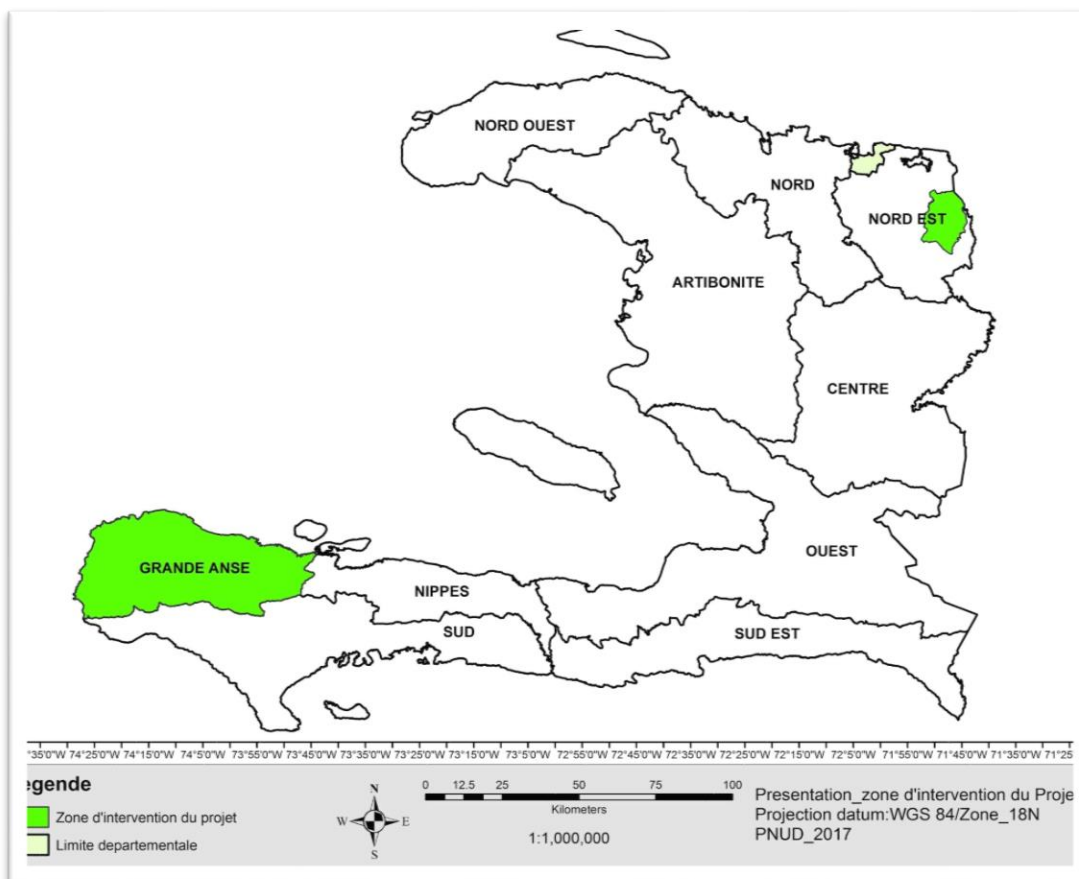 NORD OUEST
NORD
NORD EST
ARTIBONITE
CENTRE
OUEST
GRANDE ANSE
NIPPES
SUD
SUD EST
°35'0"W 74°25'0"W 74°15'0"W 74°5'0"W 73°55'0"W 73°45'0"W 73°35'0"W 73°25'0"W 73°15'0"W 73°5'0"W 72°55'0"W 72°45'0"W 72°35'0"W 72°25'0"W 72°15'0"W 72°5'0"W 71°55'0"W 71°45'0"W 71°35'0"W 71°25
egende
Zone d'intervention du projet
Limite departementale
N
W E
S
0 12.5 25 50 75 100
Kilometers
1:1,000,000
Presentation_zone d'intervention du Proje
Projection datum:WGS 84/Zone_18N
PNUD_2017